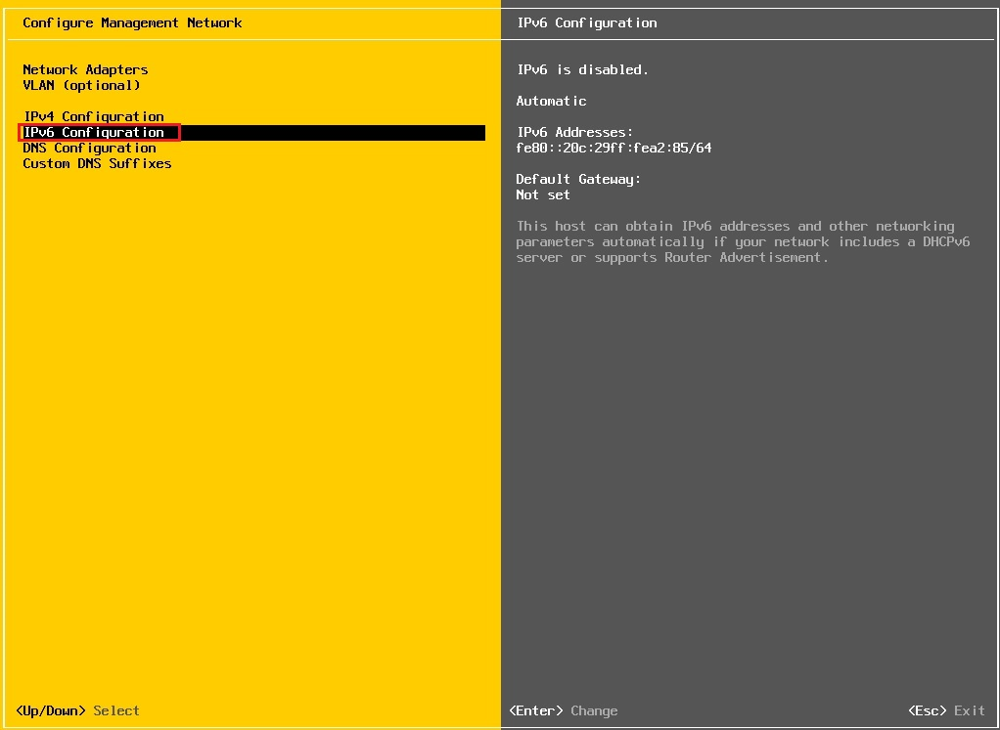 Configure Management Network
Network Adapters
VLAN (optional)
IPv4 Configuration
IPv6 Configuration
DNS Configuration
Custom DNS Suffixes
<Up/Down> Select
IPv6 Configuration
IPv6 is disabled.
Automatic
IPv6 Addresses:
fe80::20c:29ff:fea2:85/64
Default Gateway:
Not set
This host can obtain IPv6 addresses and other networking
parameters automatically if your network includes a DHCPv6
server or supports Router Advertisement.
<Enter> Change
<Esc> Exit